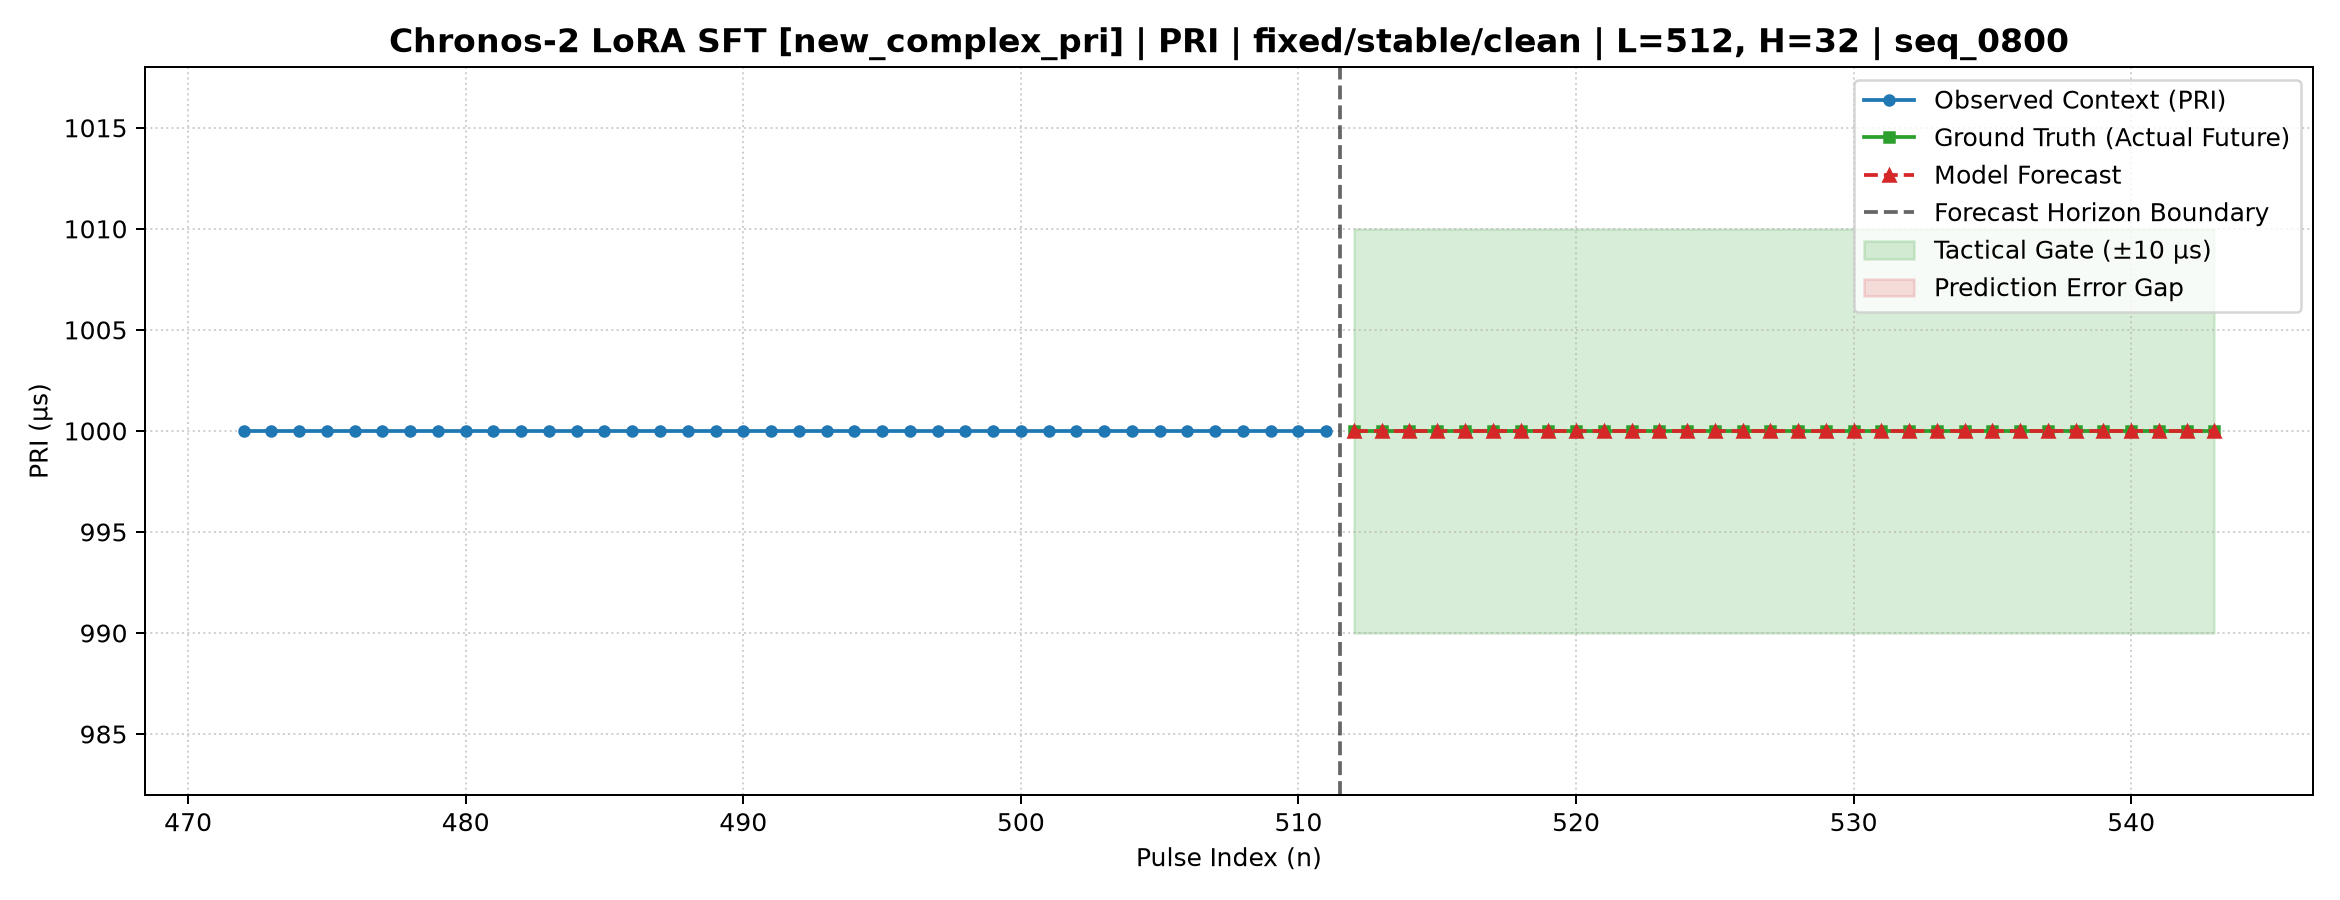 Chronos-2 LoRA SFT [new_complex_pri] | PRI | fixed/stable/clean | L=512, H=32 | seq_0800
Observed Context (PRI)
Ground Truth (Actual Future)
Model Forecast
Forecast Horizon Boundary
Tactical Gate (±10 µs)
Prediction Error Gap
PRI (µs)
1015
1010
1005
1000
995
990
985
470 480 490 500 510 520 530 540
Pulse Index (n)